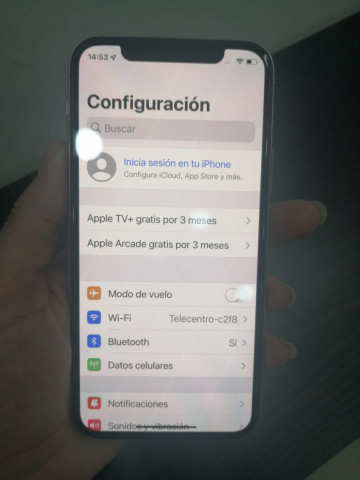 14:53
Configuración
Buscar
Inicia sesión en tu iPhone
Configura iCloud, App Store y más.
Apple TV+ gratis por 3 meses
Apple Arcade gratis por 3 meses
Modo de vuelo
Wi-Fi Telecentro-c2f8
Bluetooth Sí
Datos celulares
Notificaciones
Sonidos y vibración